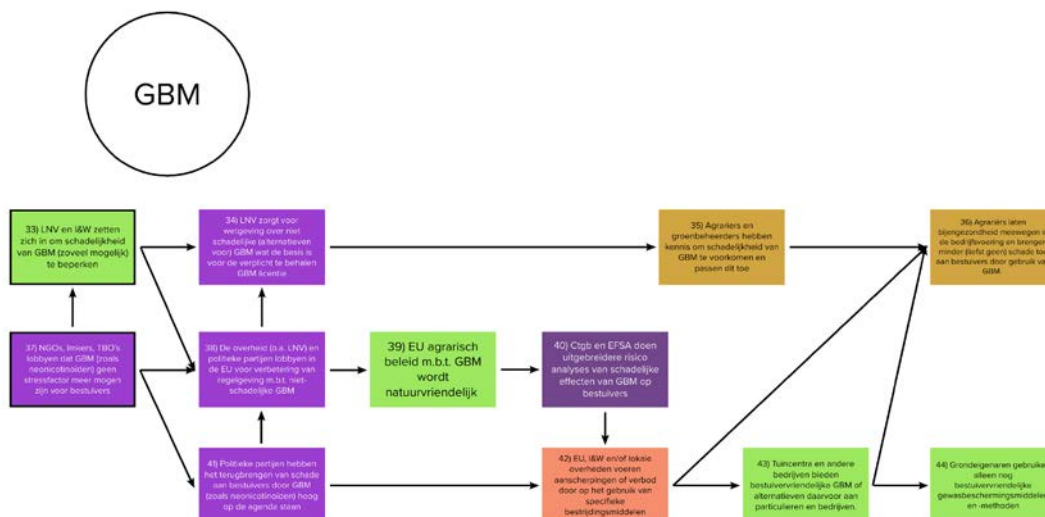 GBM
33) LNV en I&W zetten
zich in om schadelijkheid
van GBM (zoveel mogelijk) te
beperken
34) LNV zorgt voor
wetgeving over niet
schadelijke (alternatieven
voor) GBM wat de basis is
voor de verplicht te behalen
GBM licentie
35) Agrariërs en
groenbeheerders hebben
kennis om schadelijkheid van
GBM te voorkomen en
passen dit toe
36) Agrariërs laten
bijengezondheid meewegen in
de bedrijfsvoering en brengen
minder (liefst geen) schade toe
aan bestuivers door gebruik van
GBM.
37) NGOs, imkers, TBO's
lobbyen dat GBM (zoals
neonicotinoïden) geen
stressfactor meer mogen
zijn voor bestuivers
38) De overheid (o.a. LNV) en
politieke partijen lobbyen in
de EU voor verbetering van
regelgeving m.b.t. niet-
schadelijke GBM
39) EU agrarisch
beleid m.b.t. GBM
wordt
natuurvriendelijk
40) Ctgb en EFSA doen
uitgebreidere risico
analyses van schadelijke
effecten van GBM op
bestuivers
41) Politieke partijen hebben
het terugbrengen van schade
aan bestuivers door GBM
(zoals neonicotinoïden) hoog
op de agenda staan
42) EU, I&W en/of lokale
overheden voeren
aanscherpingen of verbod
door op het gebruik van
specifieke
bestrijdingsmiddelen
43) Tuincentra en andere
bedrijven bieden
bestuivervriendelijke GBM of
alternatieven daarvoor aan
particulieren en bedrijven.
44) Grondeigenaren gebruiken
alleen nog
bestuivervriendelijke
gewasbeschermingsmiddelen
en -methoden